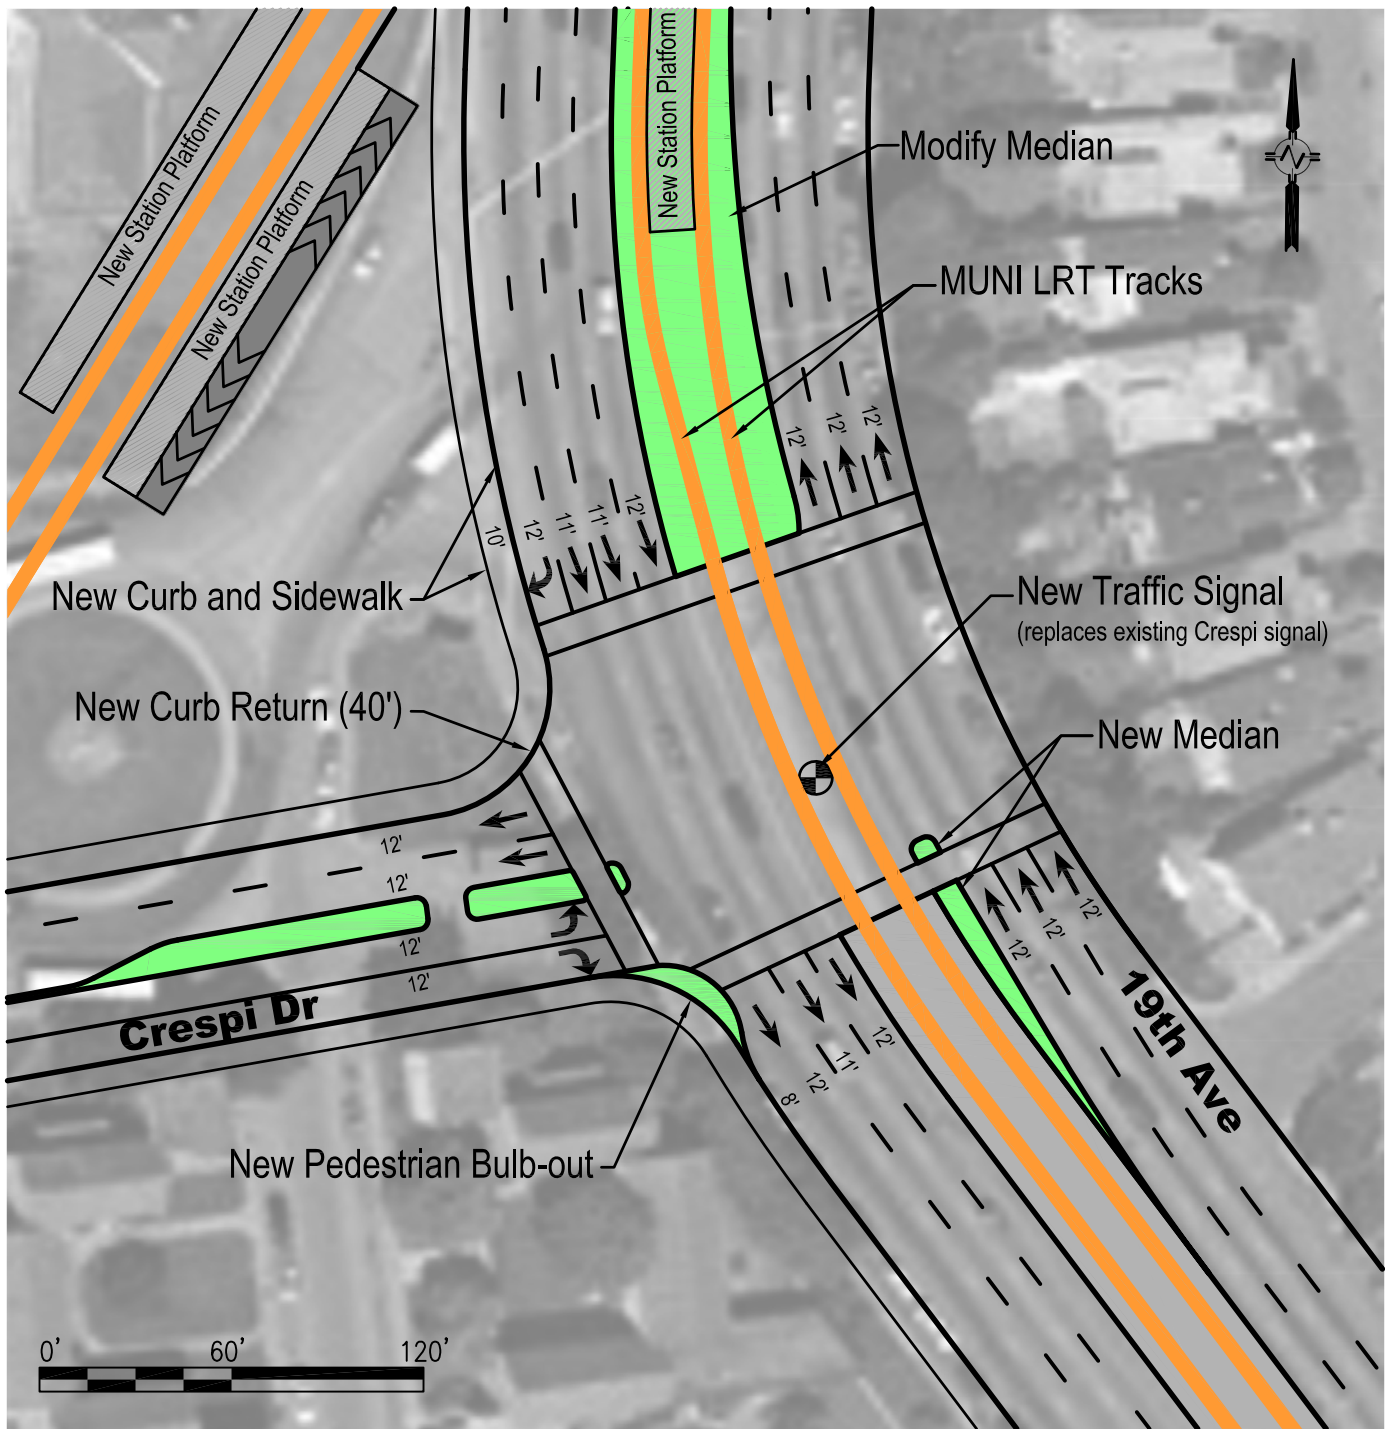 New Station Platform
New Station Platform
New Station Platform
Modify Median
MUNI LRT Tracks
12'
12'
12'
10'
12'
11'
11'
12'
New Curb and Sidewalk
New Traffic Signal
(replaces existing Crespi signal)
New Curb Return (40')
New Median
12'
12'
12'
12'
12'
12'
12'
Crespi Dr
19th Ave
12'
11'
12'
8'
New Pedestrian Bulb-out
0' 60' 120'